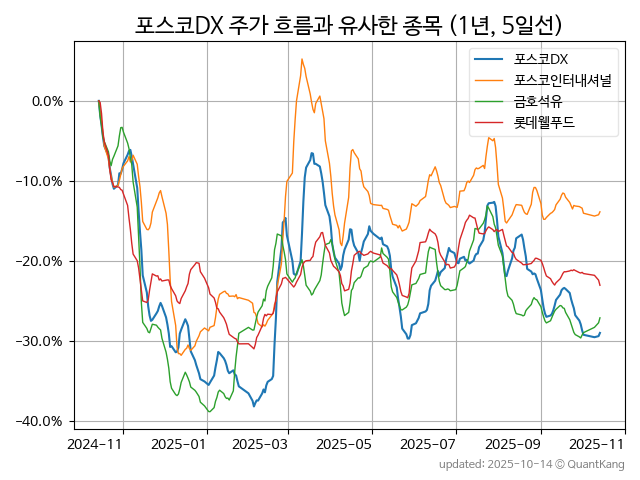 포스코DX 주가 흐름과 유사한 종목 (1년, 5일선)
포스코DX
포스코인터내셔널
금호석유
롯데웰푸드
0.0%
−10.0%
−20.0%
−30.0%
−40.0%
2024-11 2025-01 2025-03 2025-05 2025-07 2025-09 2025-11
updated: 2025-10-14 © QuantKang